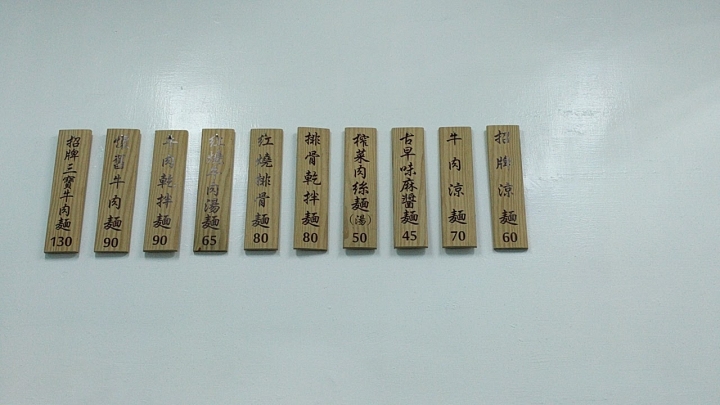 招牌三寶牛肉麵 130
牛肉麵 90
牛肉乾拌麵 90
肉湯麵 65
紅燒排骨麵 80
排骨乾拌麵 80
榨菜肉絲麵(湯) 50
古早味麻醬麵 45
牛肉涼麵 70
招牌涼麵 60